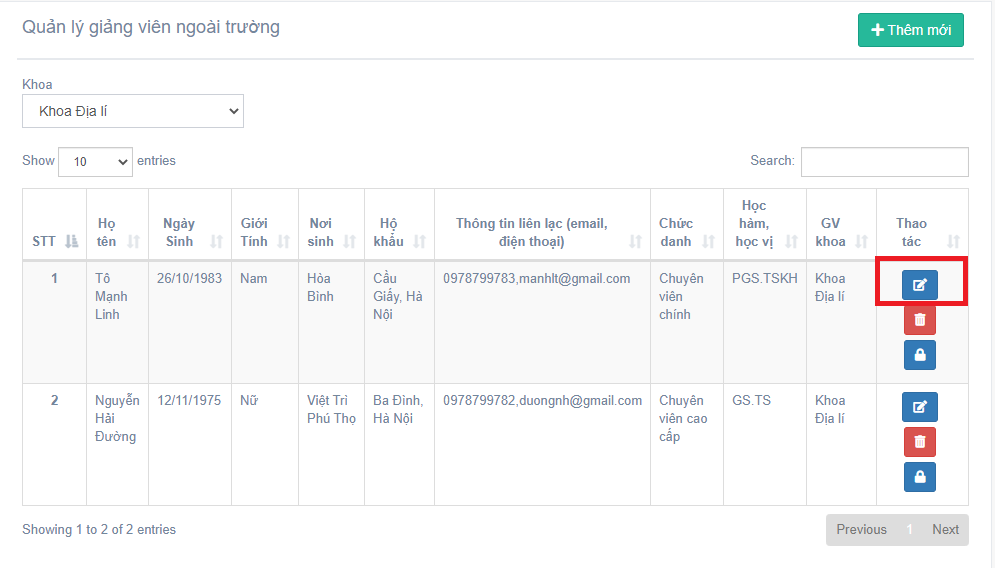 Quản lý giảng viên ngoài trường
Thêm mới
Khoa
Khoa Địa lí
Show 10 entries
Search:
STT
Họ
tên
Ngày
Sinh
Giới
Tính
Nơi
sinh
Hộ
khẩu
Thông tin liên lạc (email,
điện thoại)
Chức
danh
Học
hàm,
học vị
GV
khoa
Thao
tác
1
Tô
Mạnh
Linh
26/10/1983
Nam
Hòa
Bình
Cầu
Giấy, Hà
Nội
0978799783,manhlt@gmail.com
Chuyên
viên
chính
PGS.TSKH
Khoa
Địa lí
2
Nguyễn
Hải
Đường
12/11/1975
Nữ
Việt Trì
Phú Thọ
Ba Đình,
Hà Nội
0978799782,duongnh@gmail.com
Chuyên
viên cao
cấp
GS.TS
Khoa
Địa lí
Showing 1 to 2 of 2 entries
Previous 1 Next